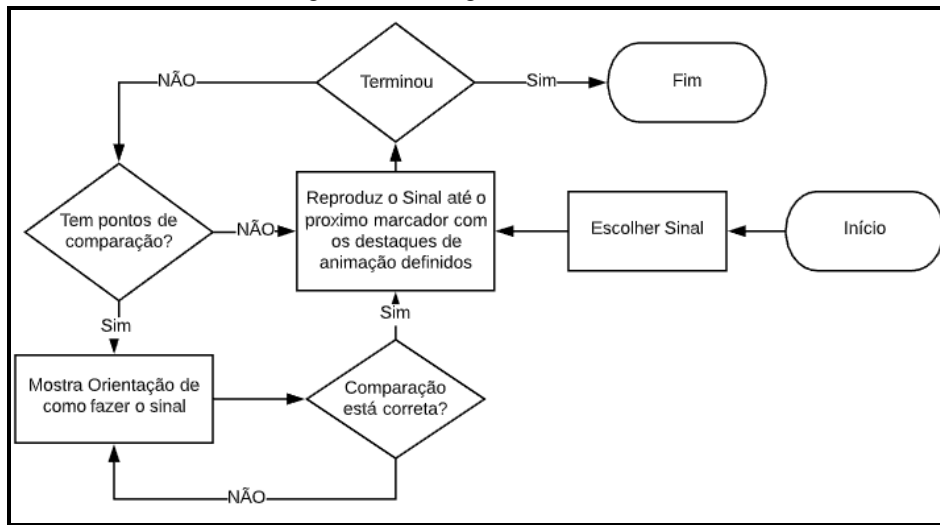 Terminou
NÃO
Sim
Fim
Tem pontos de
comparação?
NÃO
Reproduz o Sinal até o
proximo marcador com
os destaques de
animação definidos
Escolher Sinal
Início
Sim
Sim
Mostra Orientação de
como fazer o sinal
Comparação
está correta?
NÃO